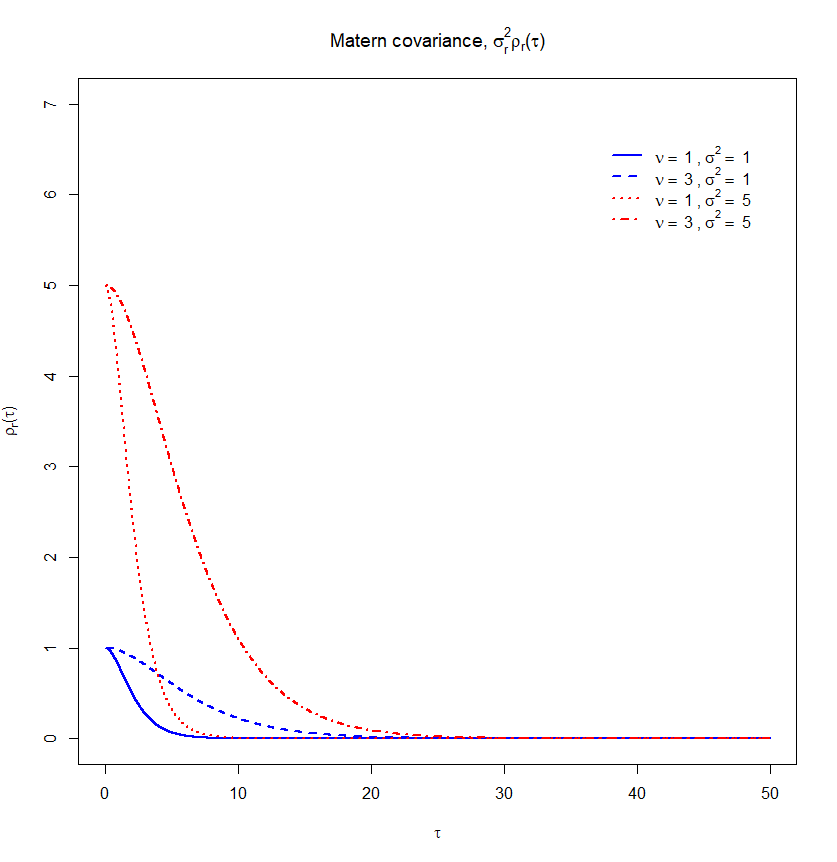 Matern covariance, σ²ᵣρᵣ(τ)
ν = 1 , σ² = 1
ν = 3 , σ² = 1
ν = 1 , σ² = 5
ν = 3 , σ² = 5
7
6
5
4
3
2
1
0
ρᵣ(τ)
0 10 20 30 40 50
τ